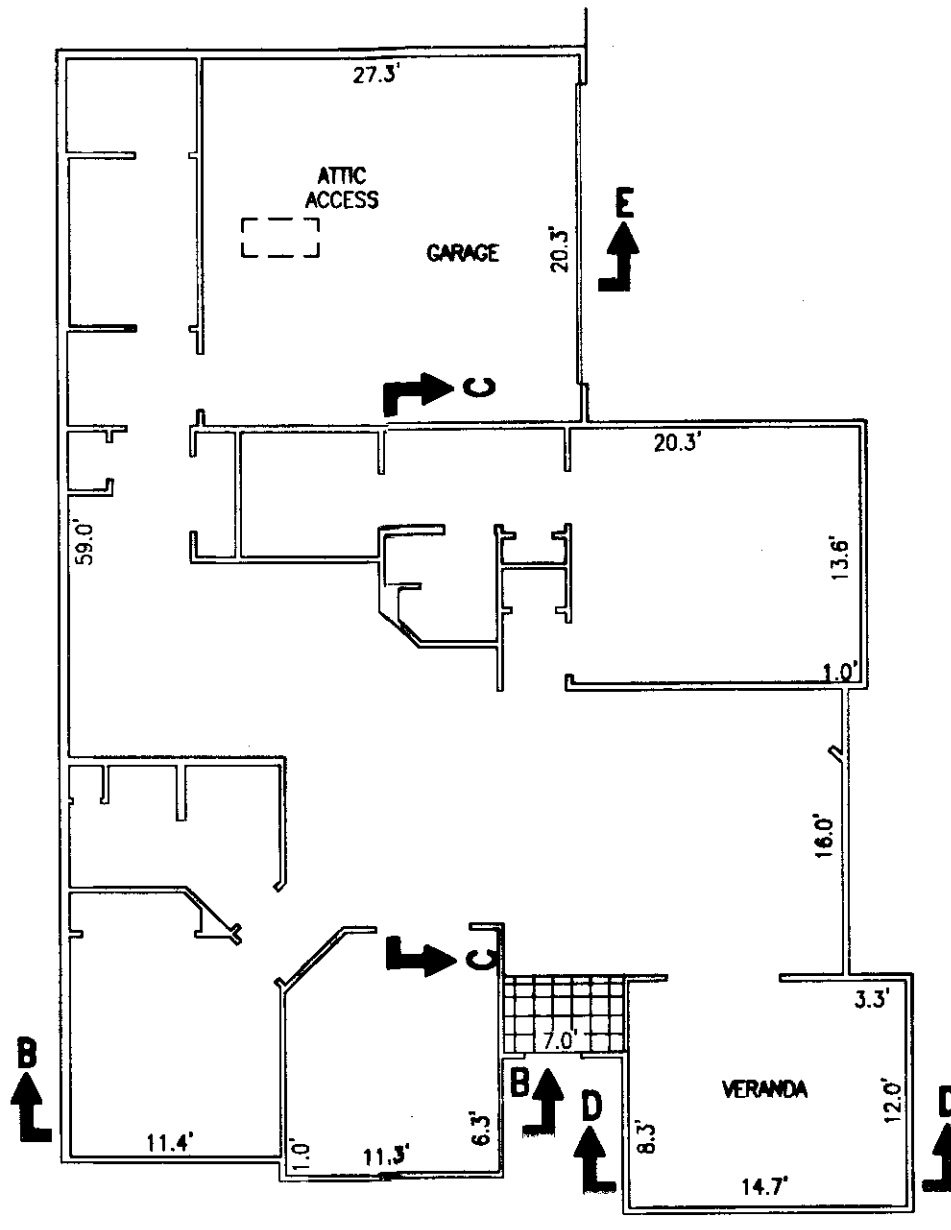 27.3'
ATTIC
ACCESS
GARAGE
20.3'
E
C
20.3'
59.0'
13.6'
1.0'
16.0'
C
3.3'
7.0'
B
B
D
VERANDA
12.0'
D
1.0'
6.3'
8.3'
11.4'
11.3'
14.7'